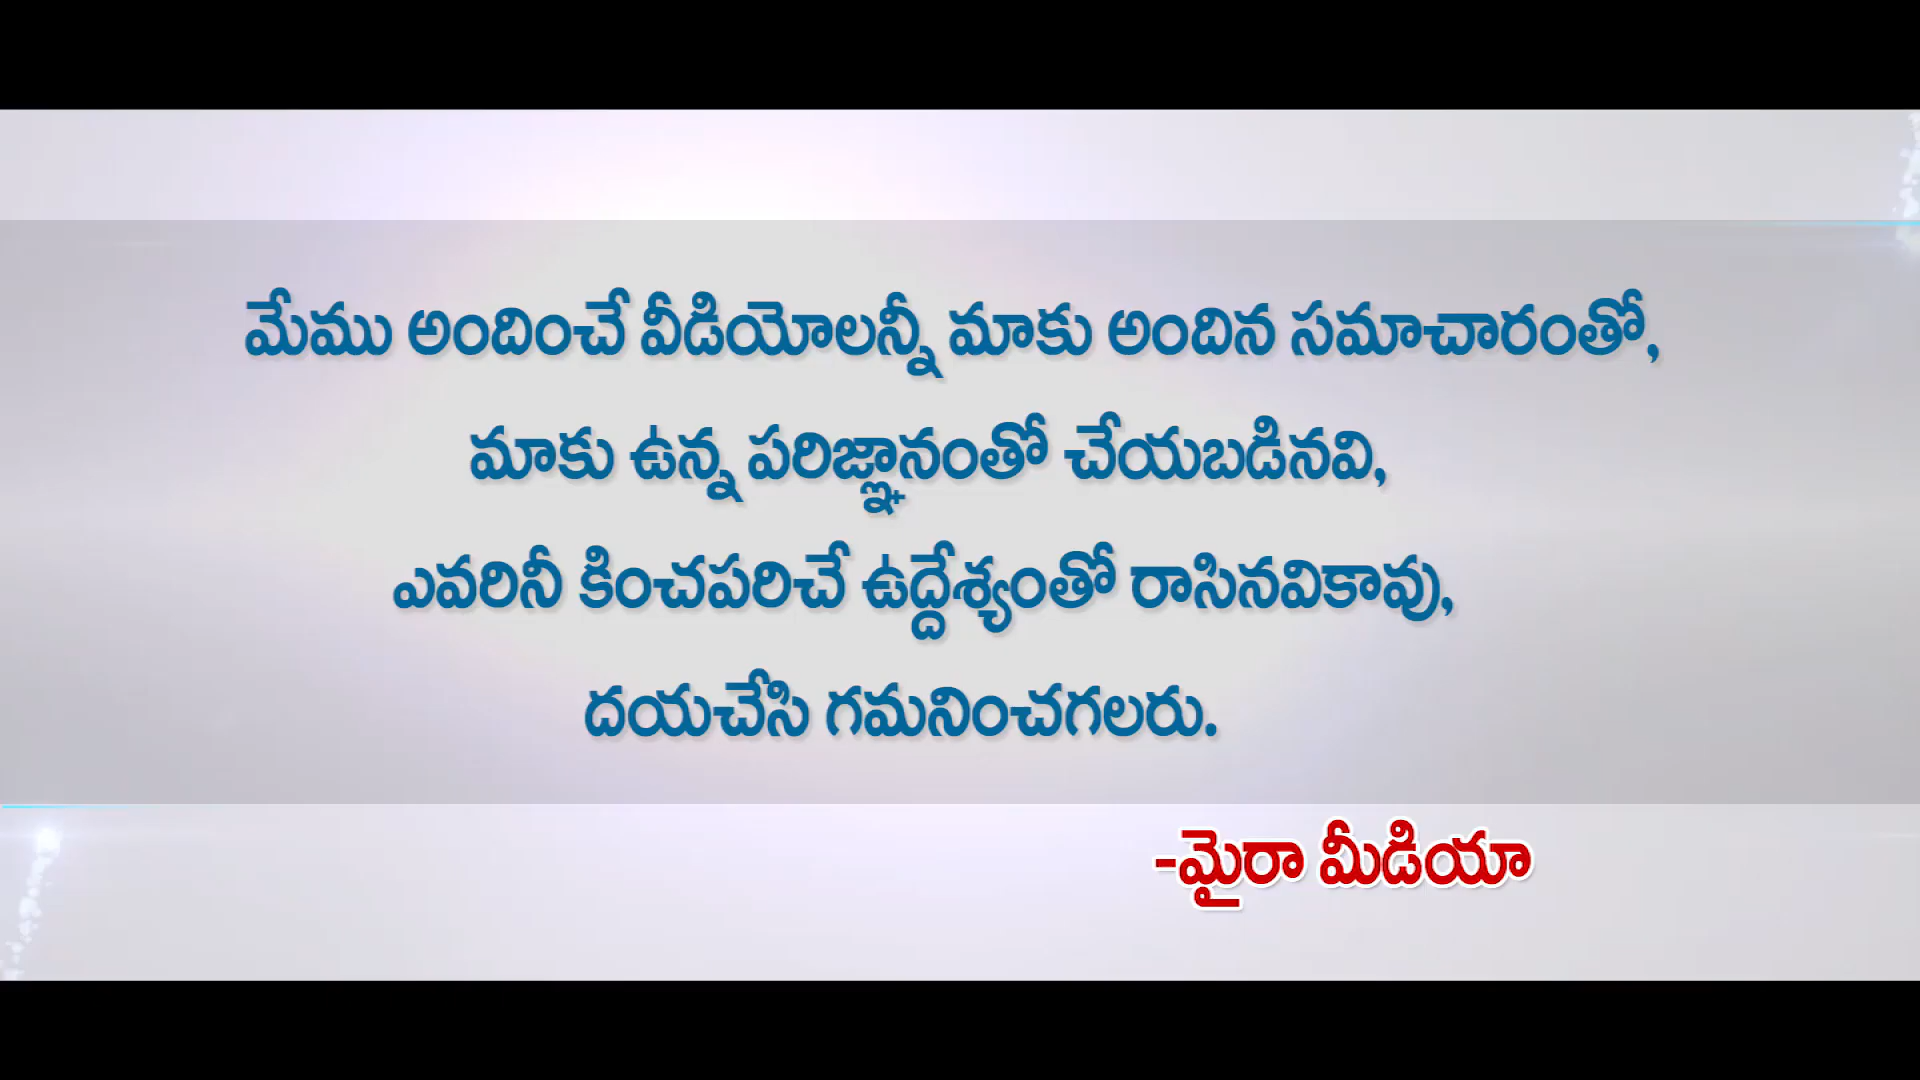 మేము అందించే వీడియోలన్నీ మాకు అందిన సమాచారంతో,
మాకు ఉన్న పరిజ్ఞానంతో చేయబడినవి,
ఎవరినీ కించపరిచే ఉద్దేశ్యంతో రాసినవికావు,
దయచేసి గమనించగలరు.
-మైరా మీడియా